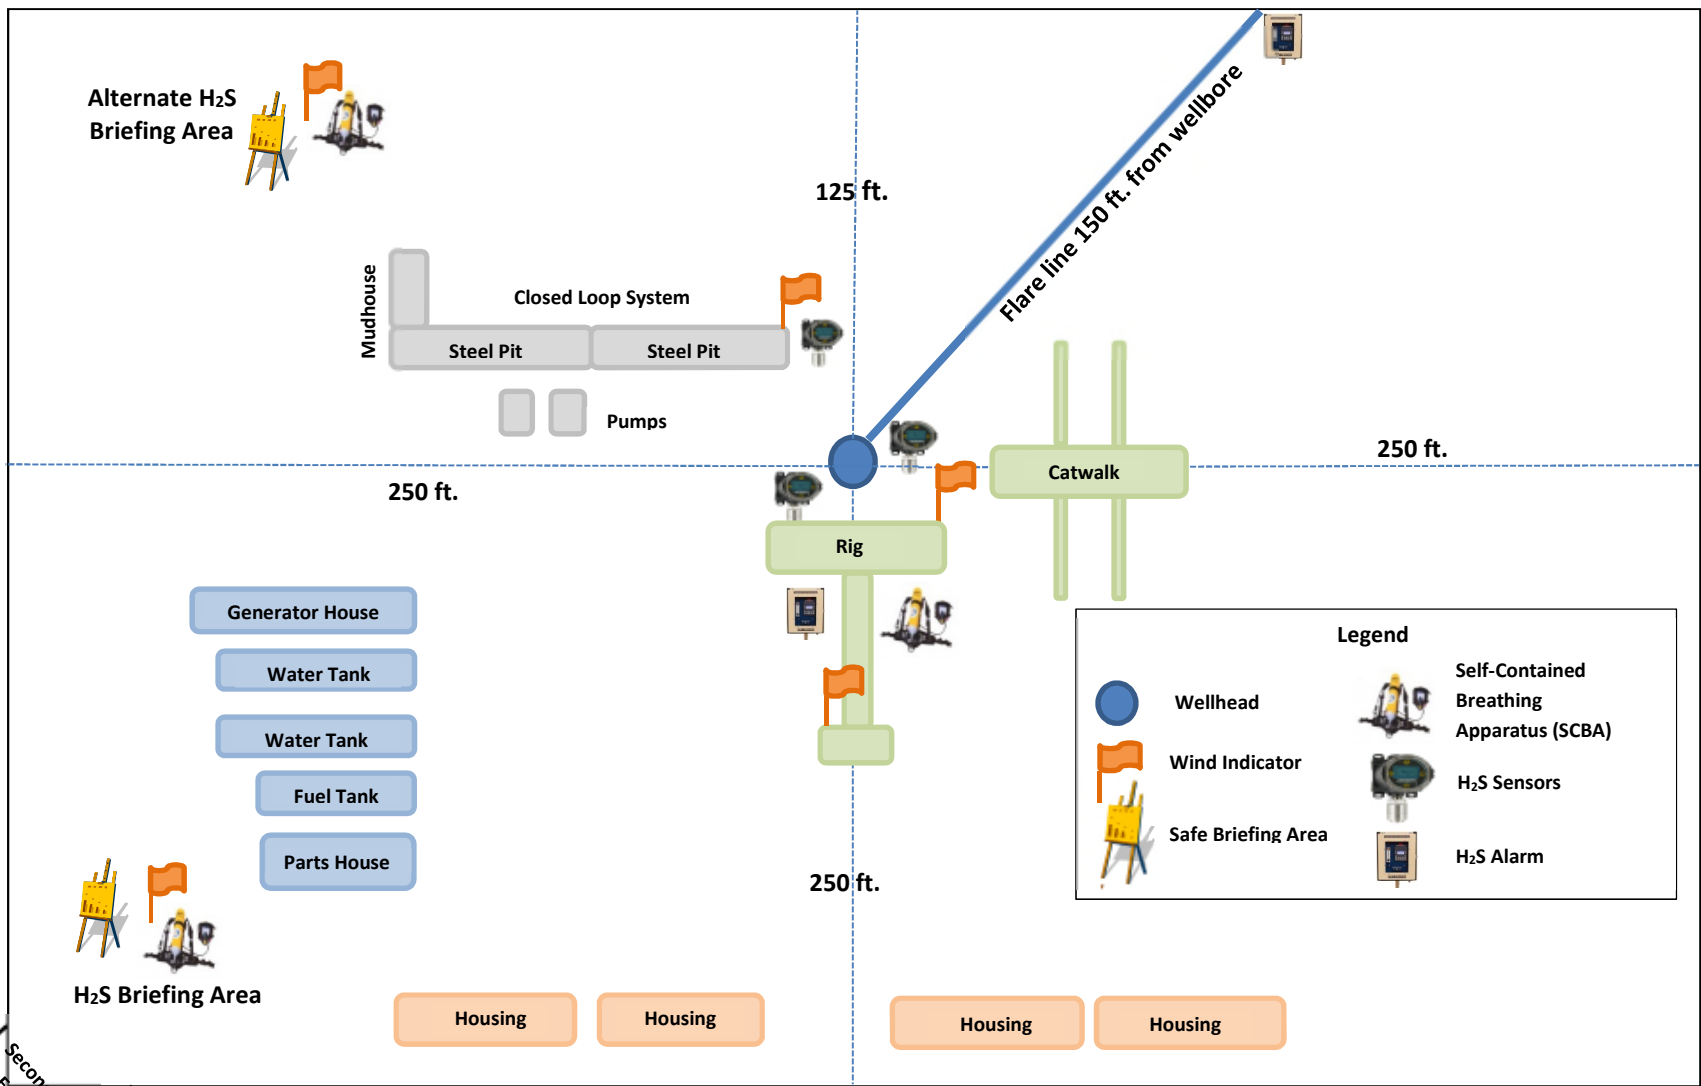 Alternate H₂S
Briefing Area
125 ft.
Flare line 150 ft. from wellbore
Mudhouse
Closed Loop System
Steel Pit
Steel Pit
Pumps
250 ft.
250 ft.
Catwalk
Rig
Generator House
Water Tank
Water Tank
Fuel Tank
Parts House
H₂S Briefing Area
250 ft.
Housing
Housing
Housing
Housing
Legend
Wellhead
Wind Indicator
Safe Briefing Area
Self-Contained
Breathing
Apparatus (SCBA)
H₂S Sensors
H₂S Alarm